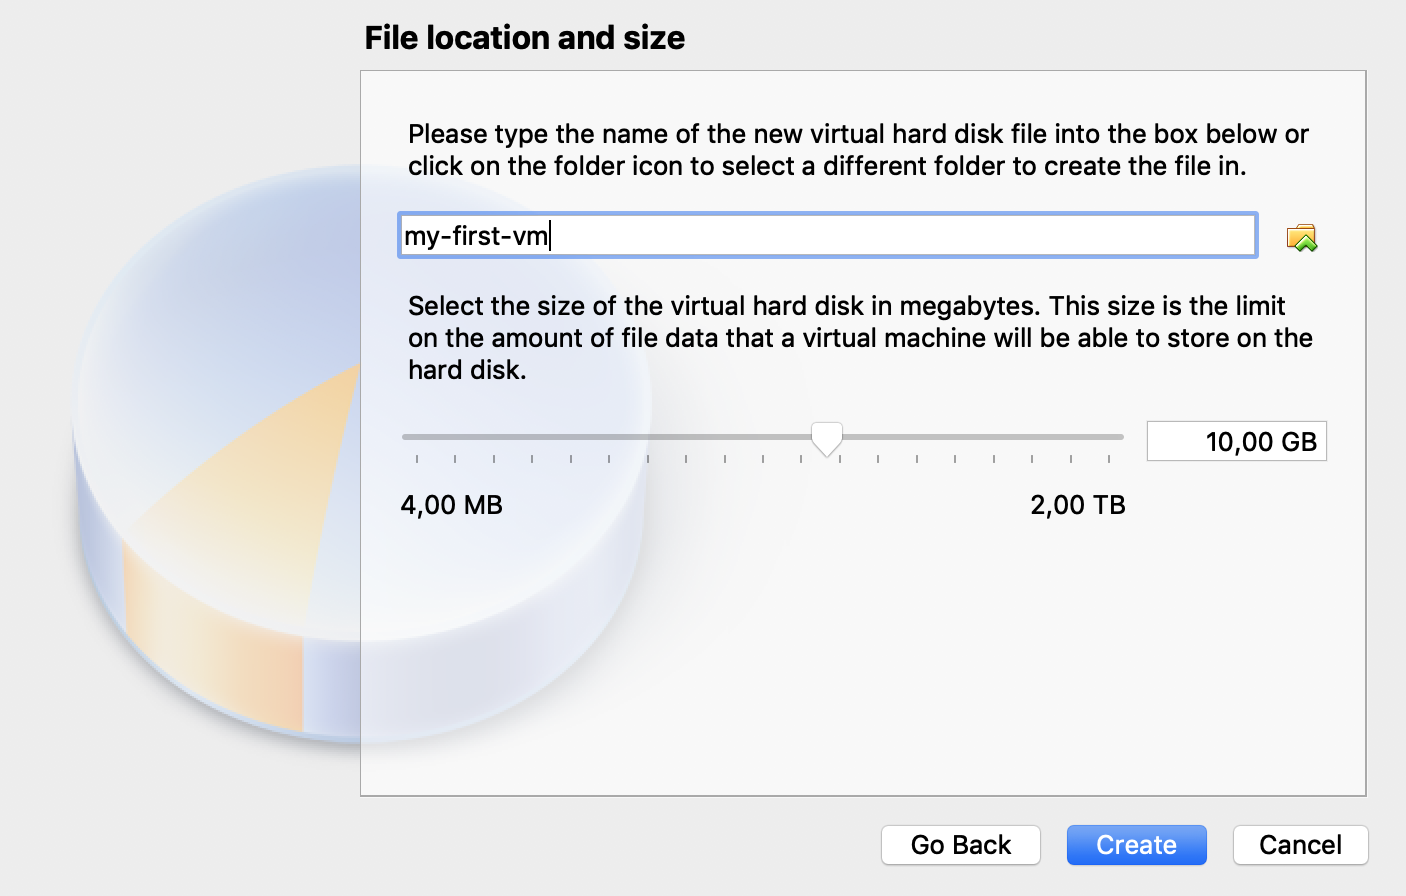 File location and size
Please type the name of the new virtual hard disk file into the box below or
click on the folder icon to select a different folder to create the file in.
my-first-vm
Select the size of the virtual hard disk in megabytes. This size is the limit
on the amount of file data that a virtual machine will be able to store on the
hard disk.
10,00 GB
4,00 MB
2,00 TB
Go Back
Create
Cancel